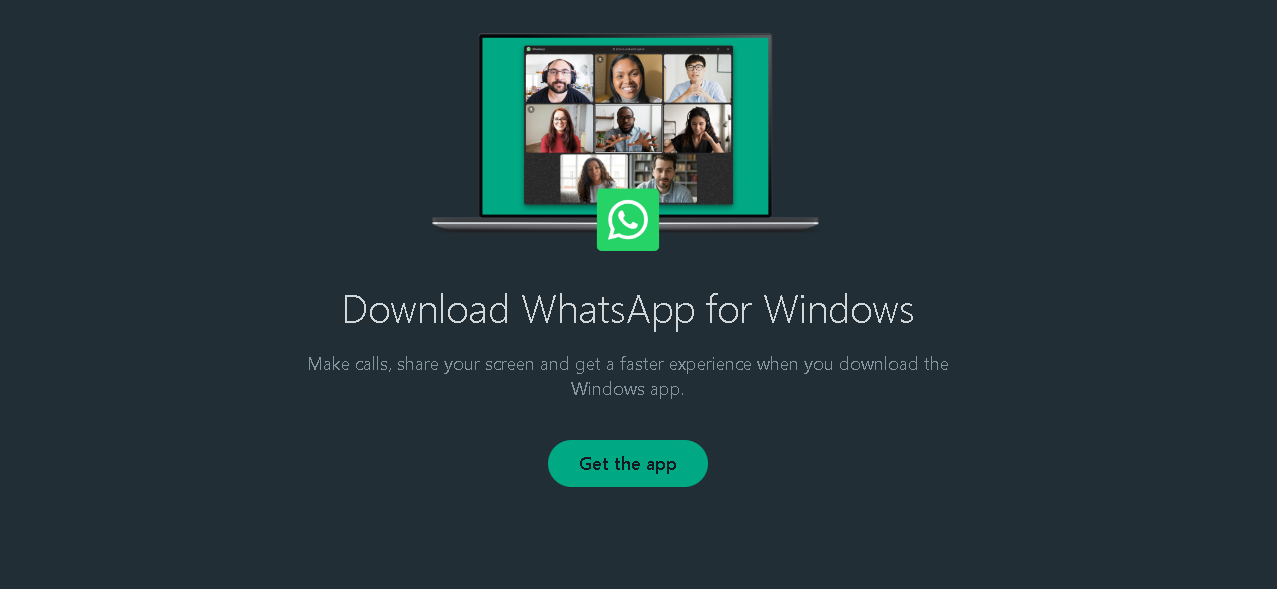 Download WhatsApp for Windows
Make calls, share your screen and get a faster experience when you download the
Windows app.
Get the app